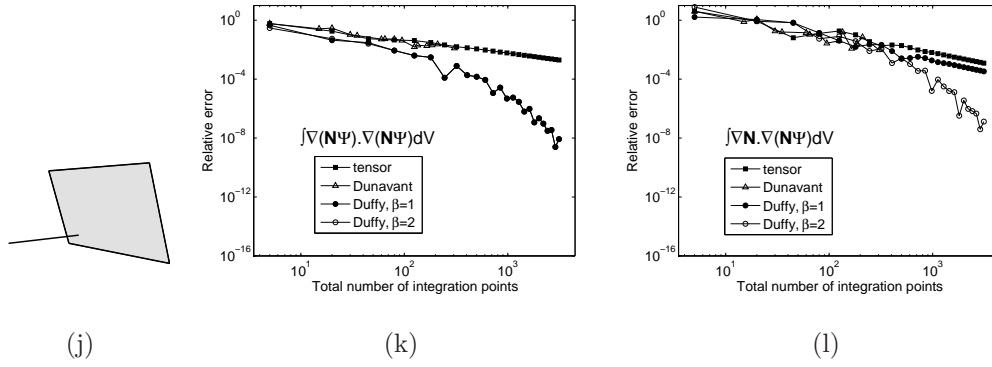 10^0
10^-4
10^-8
10^-12
10^-16
Relative error
∫∇(NΨ).∇(NΨ)dV
tensor
Dunavant
Duffy, β=1
Duffy, β=2
10^1
10^2
10^3
Total number of integration points
10^0
10^-4
10^-8
10^-12
10^-16
Relative error
∫∇N.∇(NΨ)dV
tensor
Dunavant
Duffy, β=1
Duffy, β=2
10^1
10^2
10^3
Total number of integration points
(j)
(k)
(l)